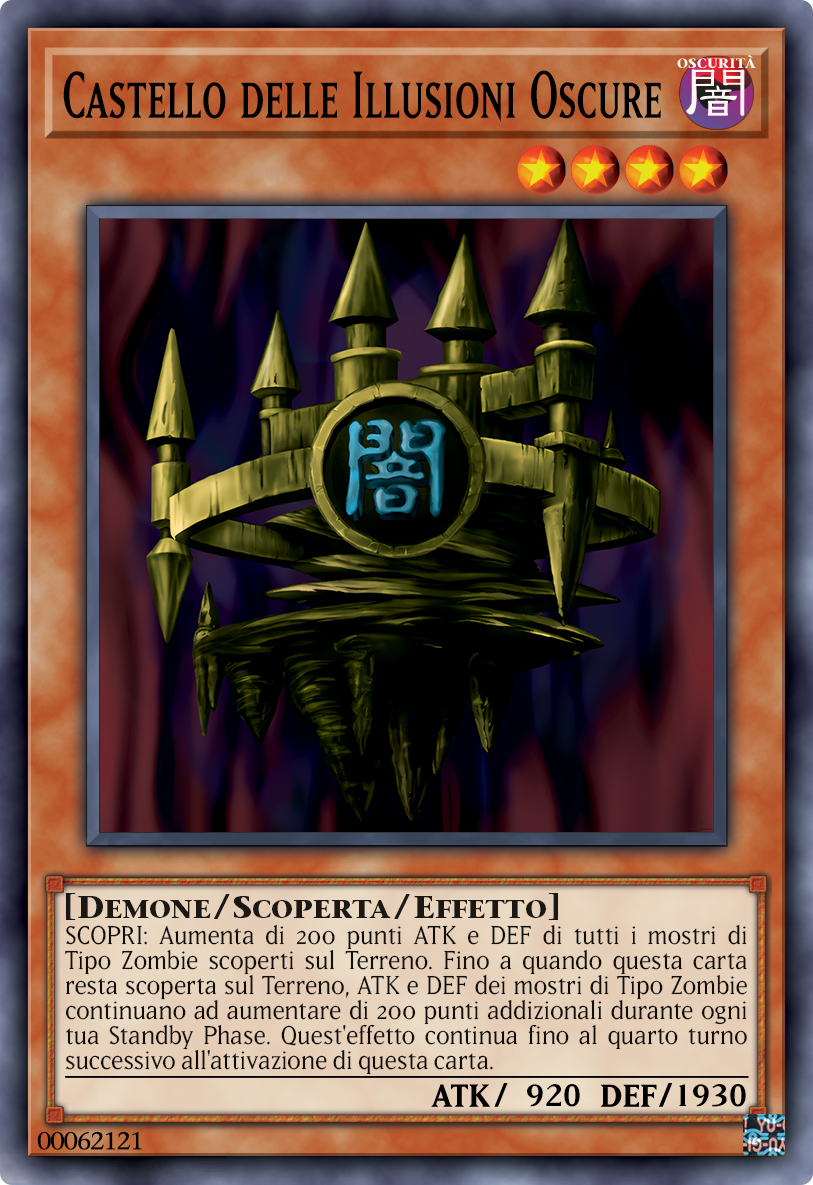 CASTELLO DELLE ILLUSIONI OSCURE
OSCURITÀ
闇
闇
[DEMONE/SCOPERTA/EFFETTO]
SCOPRI: Aumenta di 200 punti ATK e DEF di tutti i mostri di
Tipo Zombie scoperti sul Terreno. Fino a quando questa carta
resta scoperta sul Terreno, ATK e DEF dei mostri di Tipo Zombie
continuano ad aumentare di 200 punti addizionali durante ogni
tua Standby Phase. Quest'effetto continua fino al quarto turno
successivo all'attivazione di questa carta.
ATK/ 920 DEF/1930
00062121